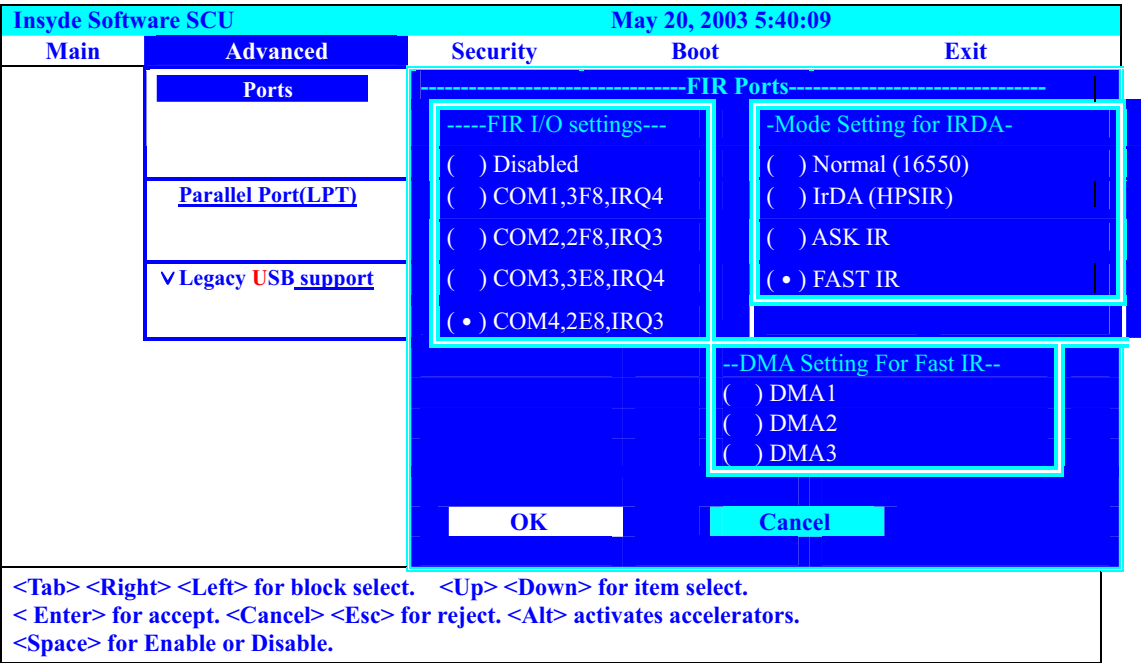 Insyde Software SCU May 20, 2003 5:40:09
Main Advanced Security Boot Exit
Ports
Parallel Port(LPT)
∨ Legacy USB support
---------------------------------FIR Ports--------------------------------
-----FIR I/O settings---
( ) Disabled
( ) COM1,3F8,IRQ4
( ) COM2,2F8,IRQ3
( ) COM3,3E8,IRQ4
( • ) COM4,2E8,IRQ3
-Mode Setting for IRDA-
( ) Normal (16550)
( ) IrDA (HPSIR)
( ) ASK IR
( • ) FAST IR
--DMA Setting For Fast IR--
( ) DMA1
( ) DMA2
( ) DMA3
OK Cancel
<Tab> <Right> <Left> for block select. <Up> <Down> for item select.
< Enter> for accept. <Cancel> <Esc> for reject. <Alt> activates accelerators.
<Space> for Enable or Disable.